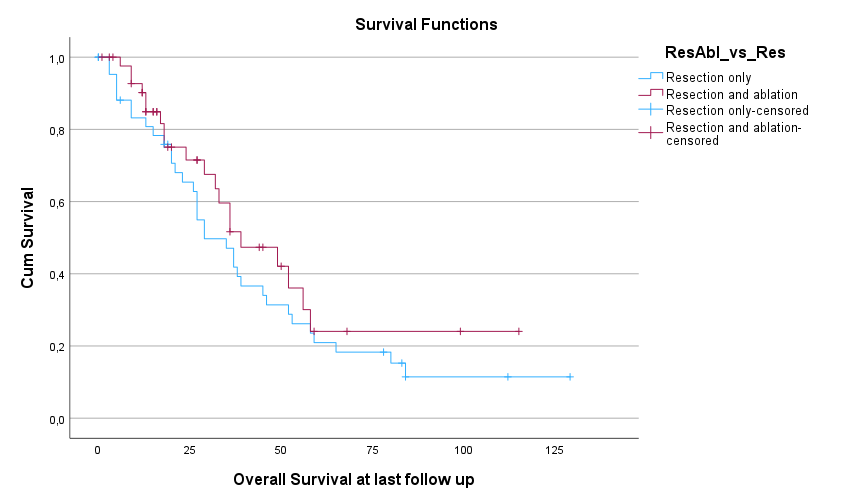 Survival Functions
ResAbl_vs_Res
Resection only
Resection and ablation
Resection only-censored
Resection and ablation-
censored
Cum Survival
1,0
0,8
0,6
0,4
0,2
0,0
0
25
50
75
100
125
Overall Survival at last follow up